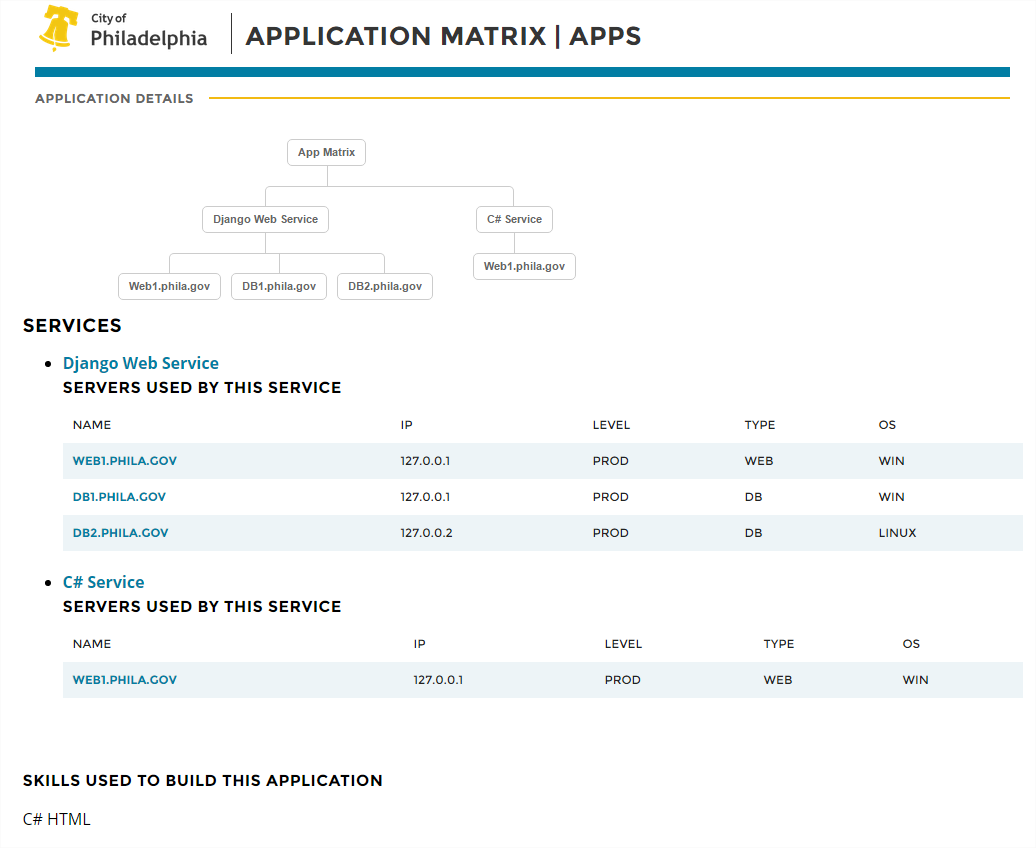 City of
Philadelphia
APPLICATION MATRIX | APPS
APPLICATION DETAILS
App Matrix
Django Web Service C# Service
Web1.phila.gov
Web1.phila.gov DB1.phila.gov DB2.phila.gov
SERVICES
Django Web Service
SERVERS USED BY THIS SERVICE
NAME IP LEVEL TYPE OS
WEB1.PHILA.GOV 127.0.0.1 PROD WEB WIN
DB1.PHILA.GOV 127.0.0.1 PROD DB WIN
DB2.PHILA.GOV 127.0.0.2 PROD DB LINUX
C# Service
SERVERS USED BY THIS SERVICE
NAME IP LEVEL TYPE OS
WEB1.PHILA.GOV 127.0.0.1 PROD WEB WIN
SKILLS USED TO BUILD THIS APPLICATION
C# HTML